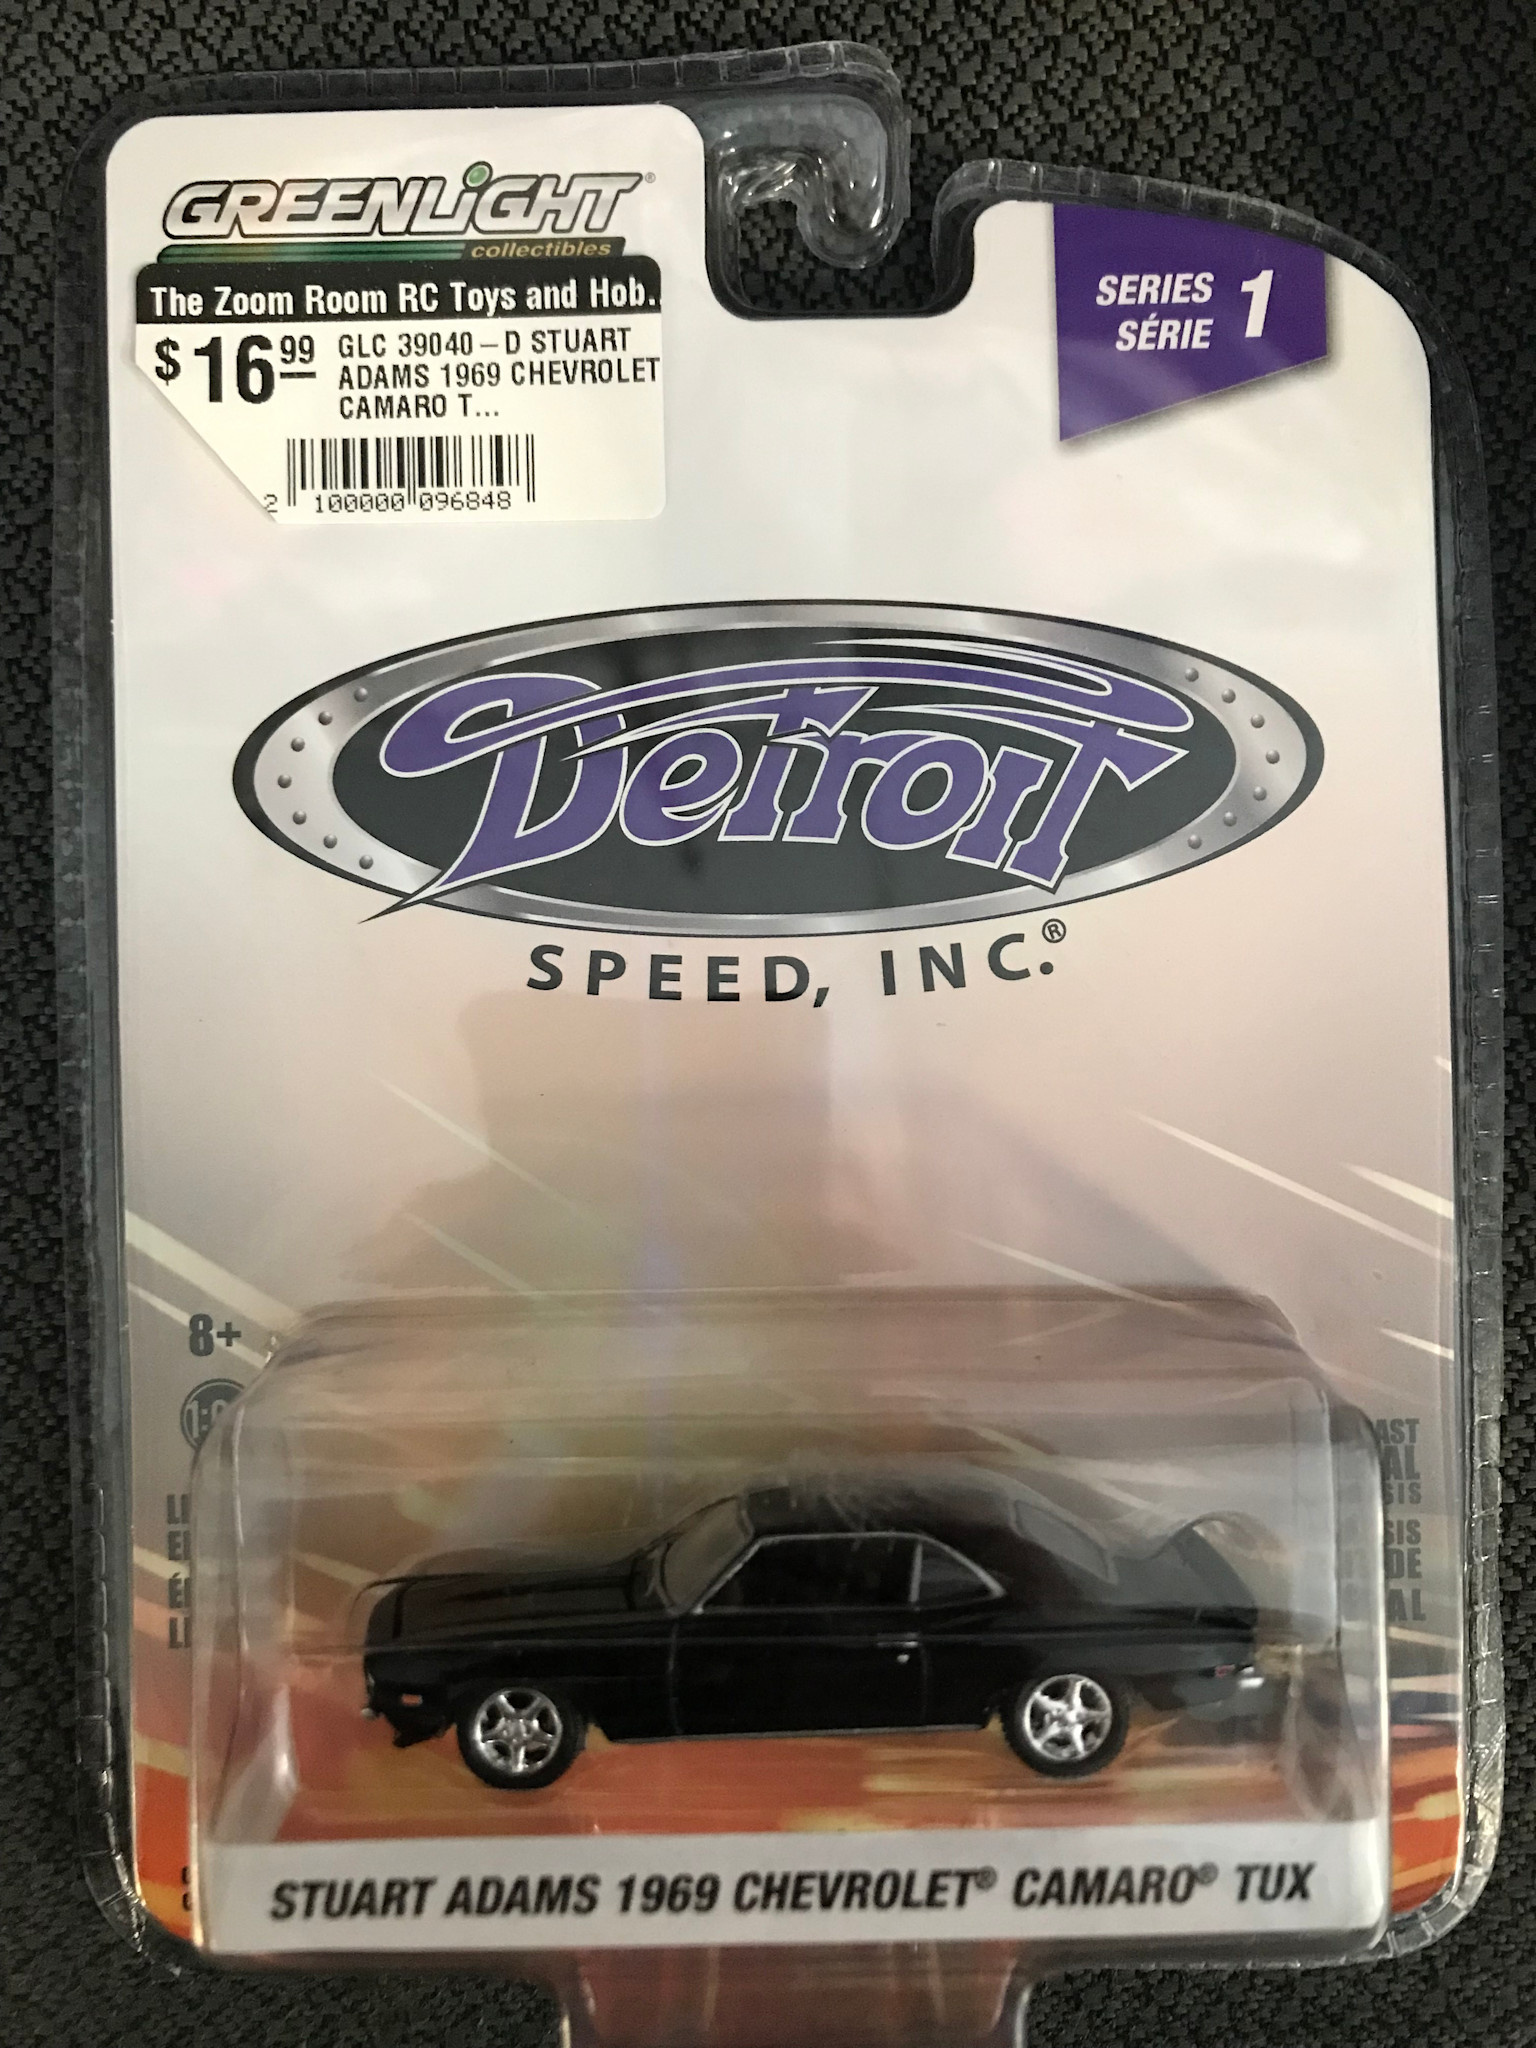 GREENLiGHT®
collectibles
The Zoom Room RC Toys and Hob..
$16.99 GLC 39040-D STUART
ADAMS 1969 CHEVROLET
CAMARO T...
2 100000 096848
SERIES 1
SÉRIE
Detroit
SPEED, INC.®
8+
STUART ADAMS 1969 CHEVROLET® CAMARO® TUX